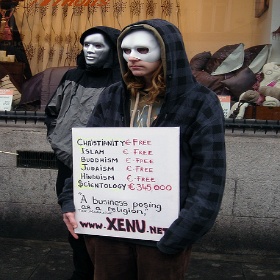 CHRISTIANITY €-FREE
ISLAM €-FREE
BUDDHISM €-FREE
JUDAISM €-FREE
HINDUISM €-FREE
$CIENTOLOGY €345.000
"A business posing
as a religion,"
www.XENU.NET